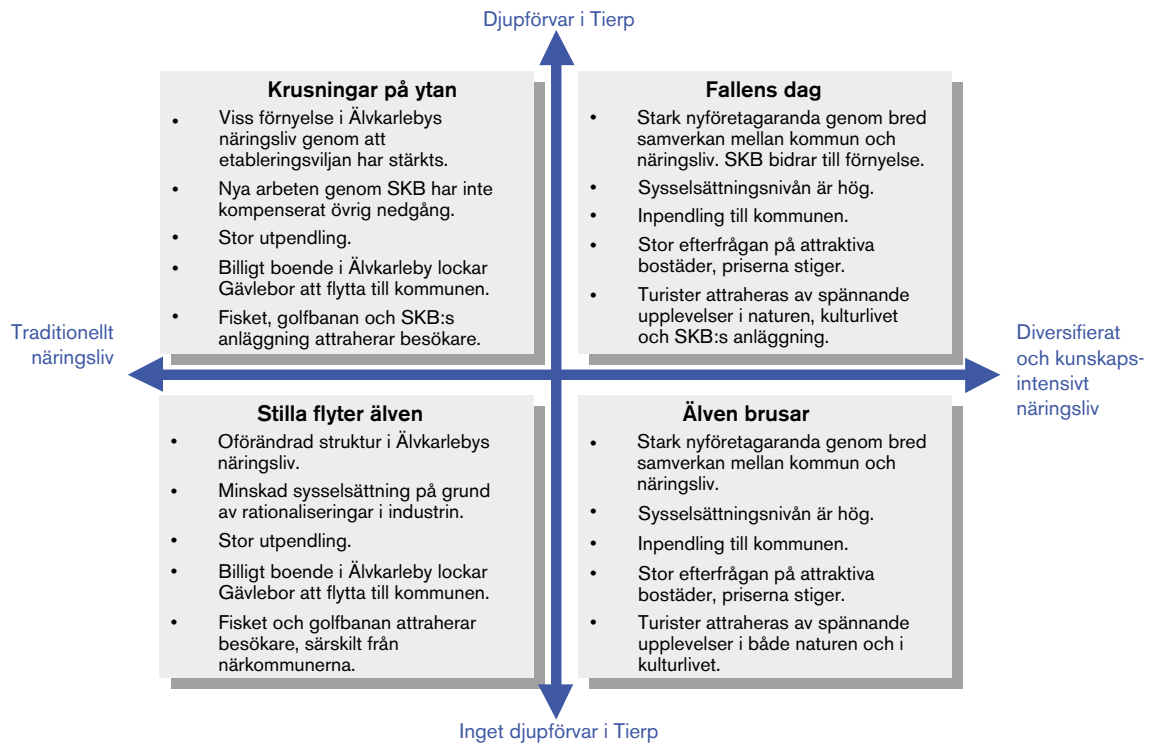 Djupförvar i Tierp
Krusningar på ytan
• Viss förnyelse i Älvkarlebys
näringsliv genom att
etableringsviljan har stärkts.
• Nya arbeten genom SKB har inte
kompenserat övrig nedgång.
• Stor utpendling.
• Billigt boende i Älvkarleby lockar
Gävlebor att flytta till kommunen.
• Fisket, golfbanan och SKB:s
anläggning attraherar besökare.
Fallens dag
• Stark nyföretagaranda genom bred
samverkan mellan kommun och
näringsliv. SKB bidrar till förnyelse.
• Sysselsättningsnivån är hög.
• Inpendling till kommunen.
• Stor efterfrågan på attraktiva
bostäder, priserna stiger.
• Turister attraheras av spännande
upplevelser i naturen, kulturlivet
och SKB:s anläggning.
Traditionellt
näringsliv
Diversifierat
och kunskaps-
intensivt
näringsliv
Stilla flyter älven
• Oförändrad struktur i Älvkarlebys
näringsliv.
• Minskad sysselsättning på grund
av rationaliseringar i industrin.
• Stor utpendling.
• Billigt boende i Älvkarleby lockar
Gävlebor att flytta till kommunen.
• Fisket och golfbanan attraherar
besökare, särskilt från
närkommunerna.
Älven brusar
• Stark nyföretagaranda genom bred
samverkan mellan kommun och
näringsliv.
• Sysselsättningsnivån är hög.
• Inpendling till kommunen.
• Stor efterfrågan på attraktiva
bostäder, priserna stiger.
• Turister attraheras av spännande
upplevelser i både naturen och i
kulturlivet.
Inget djupförvar i Tierp